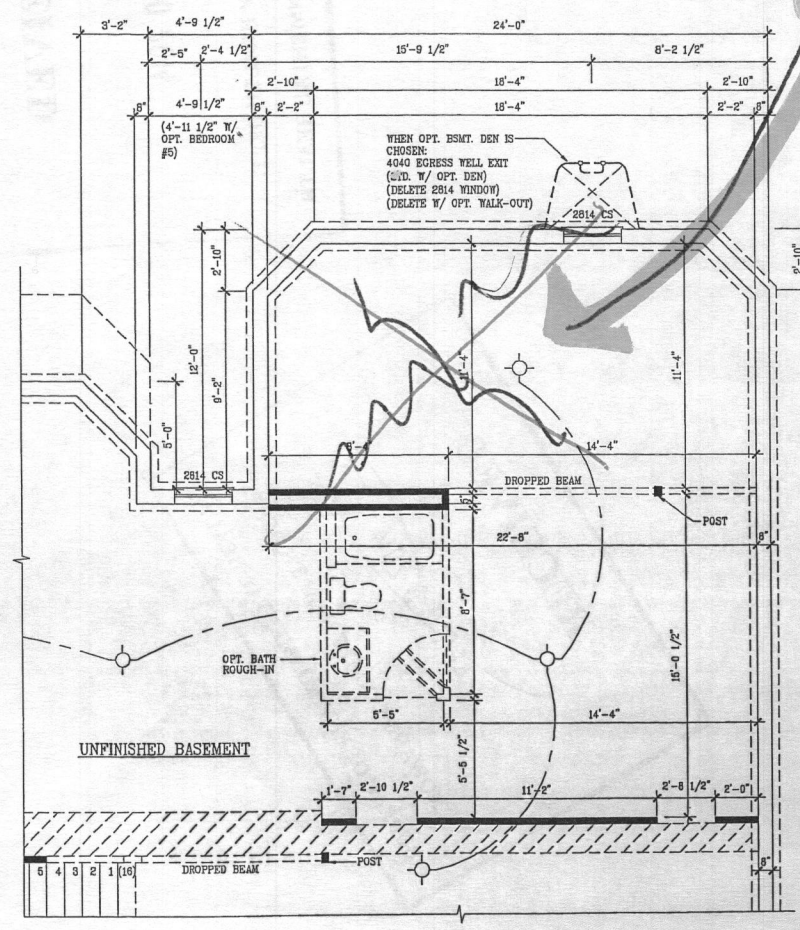 3'-2"
4'-9 1/2"
24'-0"
2'-5"
2'-4 1/2"
15'-9 1/2"
8'-2 1/2"
2'-10"
18'-4"
2'-10"
8"
4'-9 1/2"
8"
2'-2"
18'-4"
2'-2"
8"
(4'-11 1/2" W/
OPT. BEDROOM
#5)
WHEN OPT. BSMT. DEN IS
CHOSEN:
4040 EGRESS WELL EXIT
W/ OPT. DEN)
(DELETE 2814 WINDOW)
(DELETE W/ OPT. WALK-OUT)
2814 CS
2'-10"
2'-10"
12'-0"
9'-2"
5'-0"
11'-4"
11'-4"
14'-4"
2814 CS
DROPPED BEAM
5"
POST
22'-8"
8"
8'-7"
15'-0 1/2"
OPT. BATH
ROUGH-IN
5'-5"
14'-4"
5'-5 1/2"
UNFINISHED BASEMENT
1'-7"
2'-10 1/2"
11'-2"
2'-8 1/2"
2'-0"
5 4 3 2 1 (16)
DROPPED BEAM
POST
8"